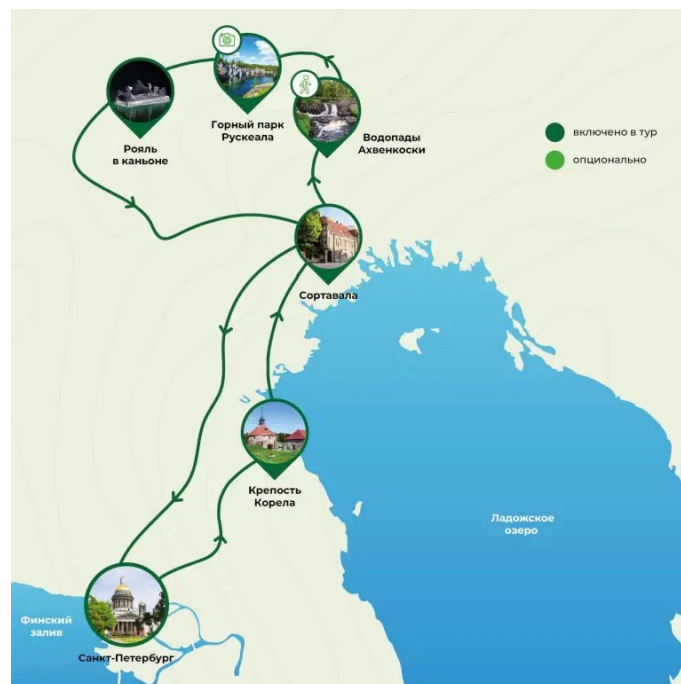 Рояль
в каньоне
Горный парк
Рускеала
Водопады
Ахвенкоски
включено в тур
опционально
Сортавала
Крепость
Корела
Ладожское
озеро
Финский
залив
Санкт-Петербург